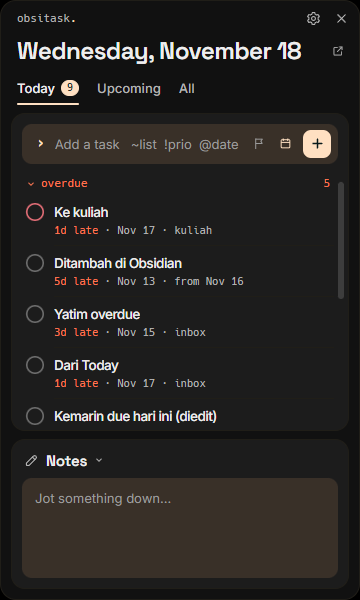 obsitask.
Wednesday, November 18
Today 9 Upcoming All
Add a task ~list !prio @date
overdue 5
Ke kuliah
1d late · Nov 17 · kuliah
Ditambah di Obsidian
5d late · Nov 13 · from Nov 16
Yatim overdue
3d late · Nov 15 · inbox
Dari Today
1d late · Nov 17 · inbox
Kemarin due hari ini (diedit)
Notes
Jot something down...